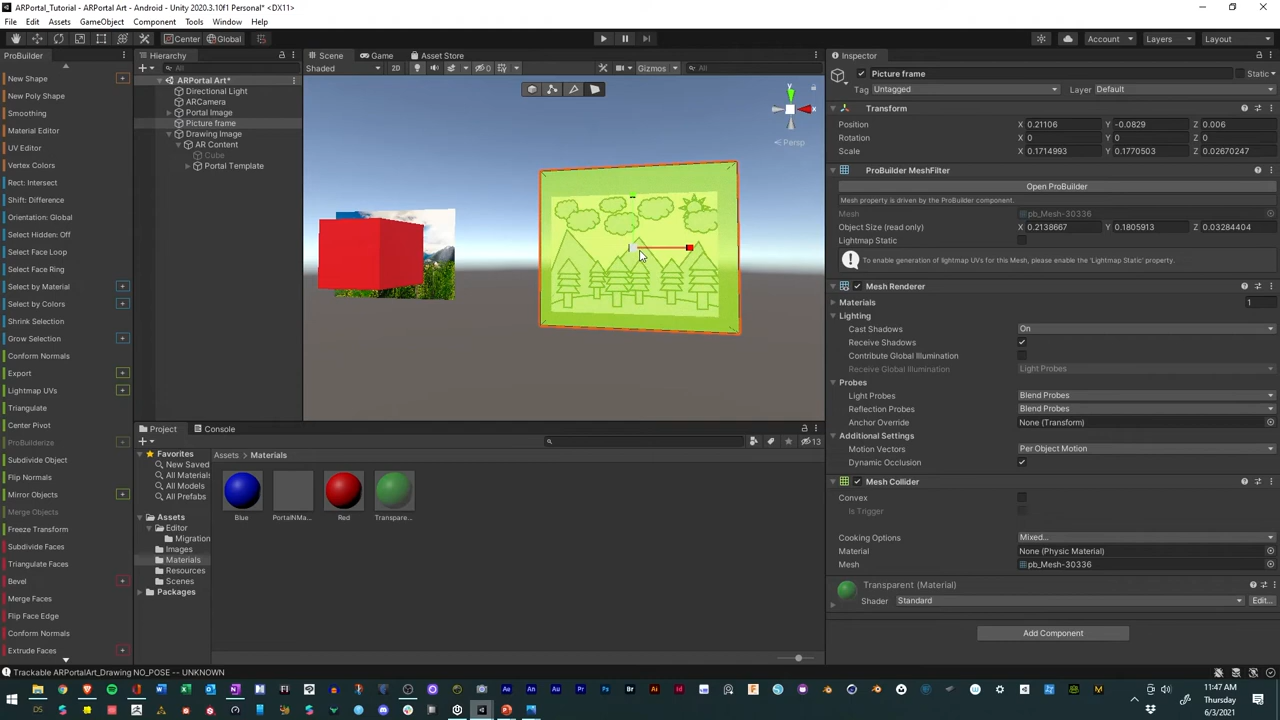 ARPortal_Tutorial - ARPortal Art - Android - Unity 2020.3.10f1 Personal* <DX11>
File Edit Assets GameObject Component Tools Window Help
Center Global Account Layers Layout
ProBuilder
New Shape
New Poly Shape
Smoothing
Material Editor
UV Editor
Vertex Colors
Rect: Intersect
Shift: Difference
Orientation: Global
Select Hidden: Off
Select Face Loop
Select Face Ring
Select by Material
Select by Colors
Shrink Selection
Grow Selection
Conform Normals
Export
Lightmap UVs
Triangulate
Center Pivot
ProBuilderize
Subdivide Object
Flip Normals
Mirror Objects
Merge Objects
Freeze Transform
Subdivide Faces
Triangulate Faces
Bevel
Merge Faces
Flip Face Edge
Conform Normals
Extrude Faces
Hierarchy
All
ARPortal Art*
Directional Light
ARCamera
Portal Image
Picture frame
Drawing Image
AR Content
Cube
Portal Template
Scene Game Asset Store
Shaded 2D 0 Gizmos All
y
x
Persp
Project Console
13
Favorites
New Saved
All Materials
All Models
All Prefabs
Assets
Editor
Migration
Images
Materials
Resources
Scenes
Packages
Assets > Materials
Blue PortalNMa... Red Transpare...
Inspector
Picture frame Static
Tag Untagged Layer Default
Transform
Position X 0.21106 Y -0.0829 Z 0.006
Rotation X 0 Y 0 Z 0
Scale X 0.1714993 Y 0.1770503 Z 0.02670247
ProBuilder MeshFilter
Open ProBuilder
Mesh property is driven by the ProBuilder component.
Mesh pb_Mesh-30336
Object Size (read only) X 0.2138667 Y 0.1805913 Z 0.03284404
Lightmap Static
To enable generation of lightmap UVs for this Mesh, please enable the 'Lightmap Static' property.
Mesh Renderer
Materials 1
Lighting
Cast Shadows On
Receive Shadows
Contribute Global Illumination
Receive Global Illumination Light Probes
Probes
Light Probes Blend Probes
Reflection Probes Blend Probes
Anchor Override None (Transform)
Additional Settings
Motion Vectors Per Object Motion
Dynamic Occlusion
Mesh Collider
Convex
Is Trigger
Cooking Options Mixed...
Material None (Physic Material)
Mesh pb_Mesh-30336
Transparent (Material)
Shader Standard Edit...
Add Component
Trackable ARPortalArt_Drawing NO_POSE -- UNKNOWN
Ae An Au Pr Ps Br Ai Id
11:47 AM
Thursday
6/3/2021